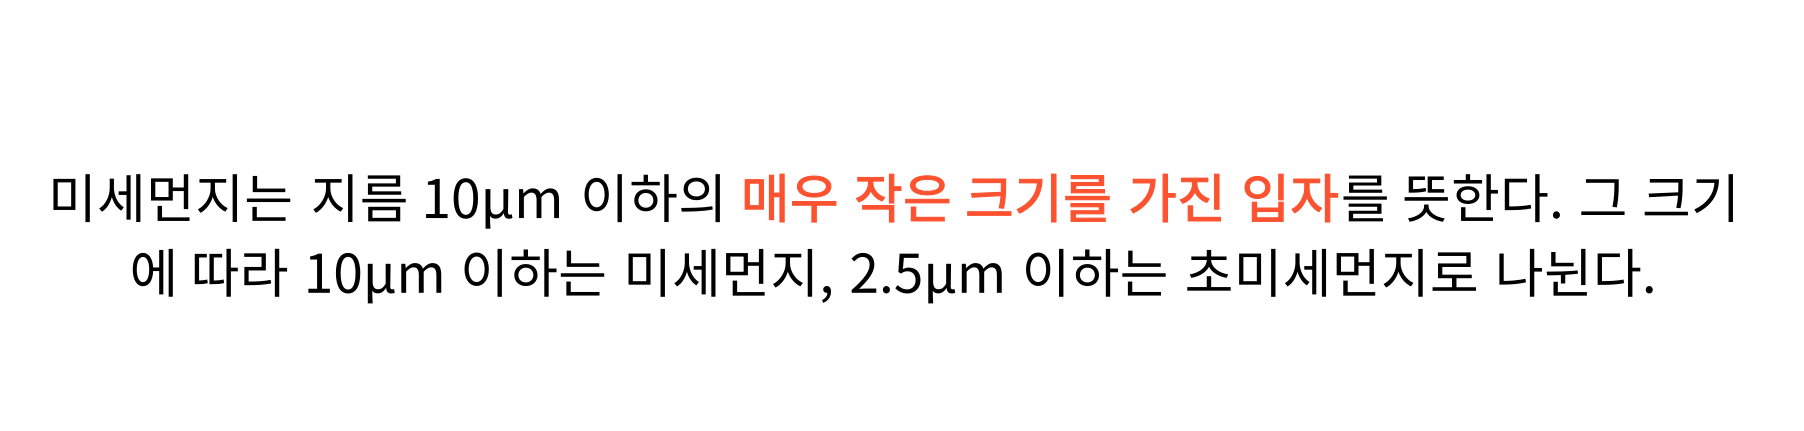 미세먼지는 지름 10μm 이하의 매우 작은 크기를 가진 입자를 뜻한다. 그 크기
에 따라 10μm 이하는 미세먼지, 2.5μm 이하는 초미세먼지로 나뉜다.